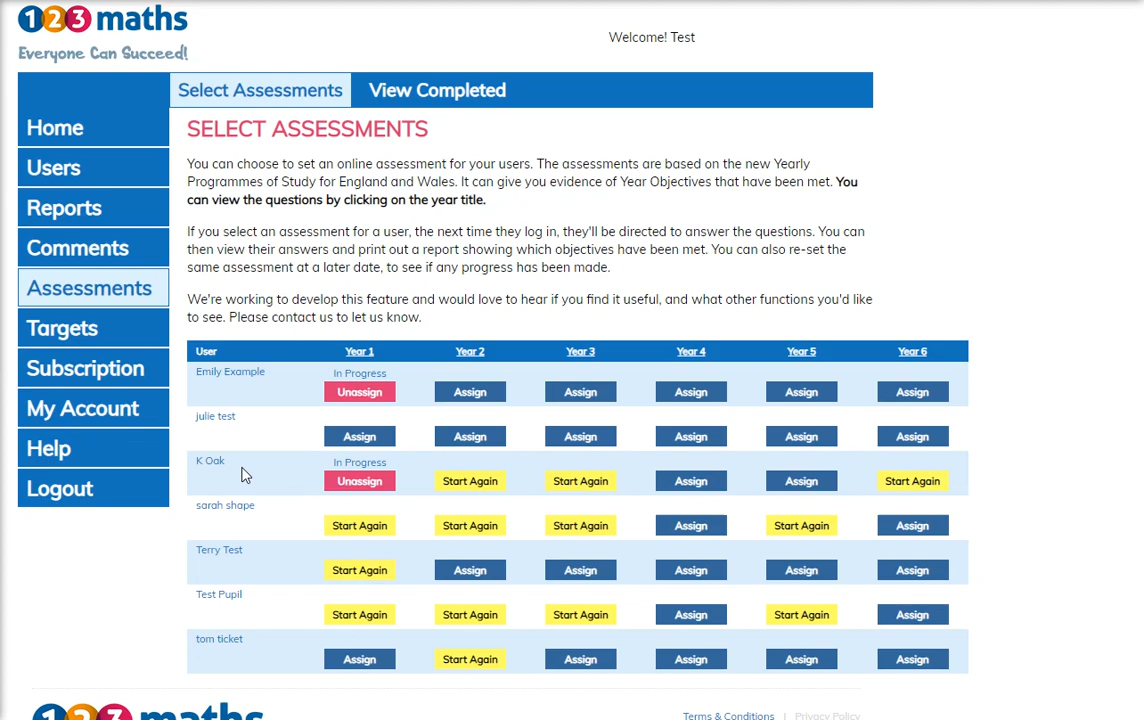 123 maths
Everyone Can Succeed!
Welcome! Test
Select Assessments View Completed
Home
Users
Reports
Comments
Assessments
Targets
Subscription
My Account
Help
Logout
SELECT ASSESSMENTS
You can choose to set an online assessment for your users. The assessments are based on the new Yearly
Programmes of Study for England and Wales. It can give you evidence of Year Objectives that have been met. You
can view the questions by clicking on the year title.
If you select an assessment for a user, the next time they log in, they'll be directed to answer the questions. You can
then view their answers and print out a report showing which objectives have been met. You can also re-set the
same assessment at a later date, to see if any progress has been made.
We're working to develop this feature and would love to hear if you find it useful, and what other functions you'd like
to see. Please contact us to let us know.
User Year 1 Year 2 Year 3 Year 4 Year 5 Year 6
Emily Example In Progress
Unassign Assign Assign Assign Assign Assign
julie test
Assign Assign Assign Assign Assign Assign
K Oak In Progress
Unassign Start Again Start Again Assign Assign Start Again
sarah shape
Start Again Start Again Start Again Assign Start Again Assign
Terry Test
Start Again Assign Assign Assign Assign Assign
Test Pupil
Start Again Start Again Start Again Assign Start Again Assign
tom ticket
Assign Start Again Assign Assign Assign Assign
123 maths
Terms & Conditions | Privacy Policy